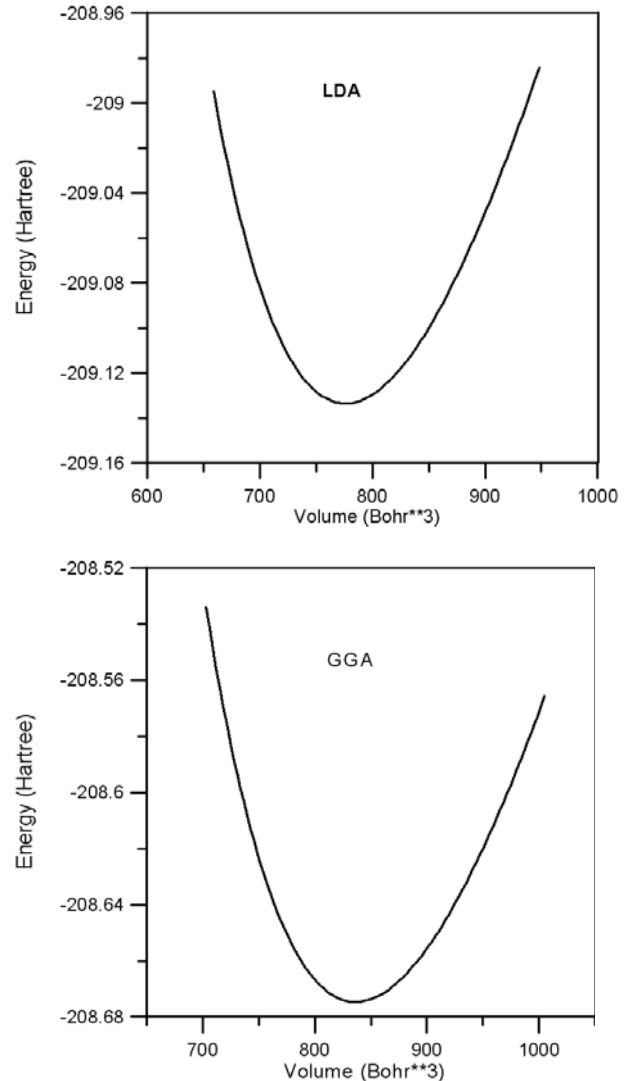 -208.96
-209
-209.04
-209.08
-209.12
-209.16
Energy (Hartree)
LDA
600 700 800 900 1000
Volume (Bohr**3)
-208.52
-208.56
-208.6
-208.64
-208.68
Energy (Hartree)
GGA
700 800 900 1000
Volume (Bohr**3)